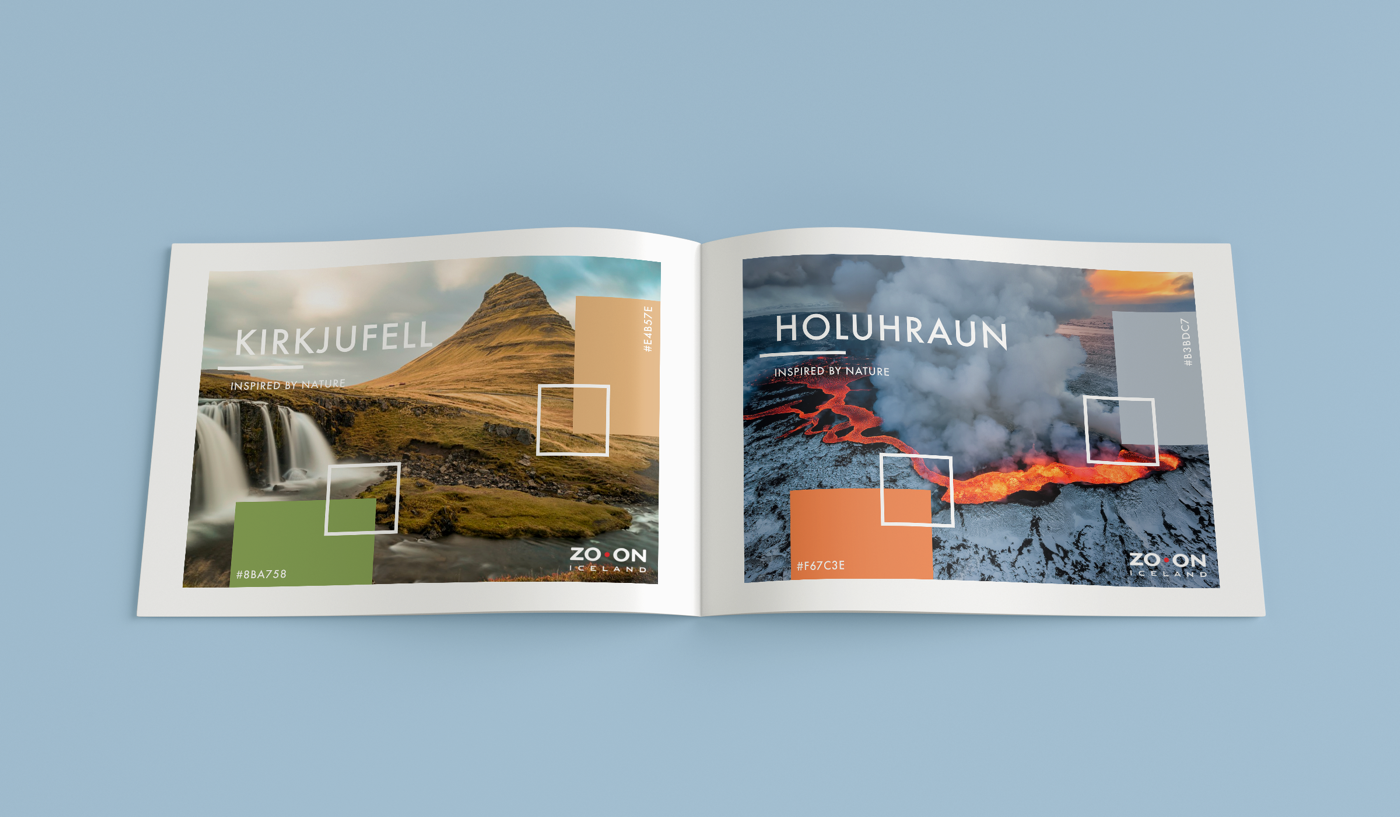 KIRKJUFELL
INSPIRED BY NATURE
#E4B57E
#8BA758
ZO•ON
ICELAND
HOLUHRAUN
INSPIRED BY NATURE
#B3BDC7
#F67C3E
ZO•ON
ICELAND